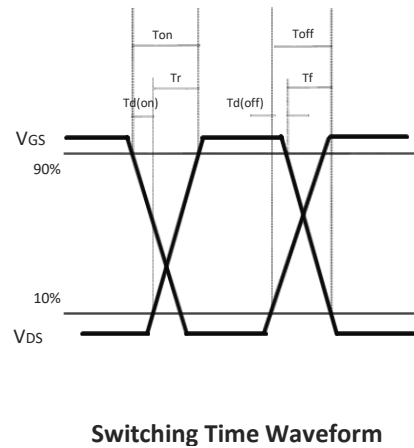 Ton
Toff
Tr
Tf
Td(on)
Td(off)
VGS
90%
10%
VDS
Switching Time Waveform